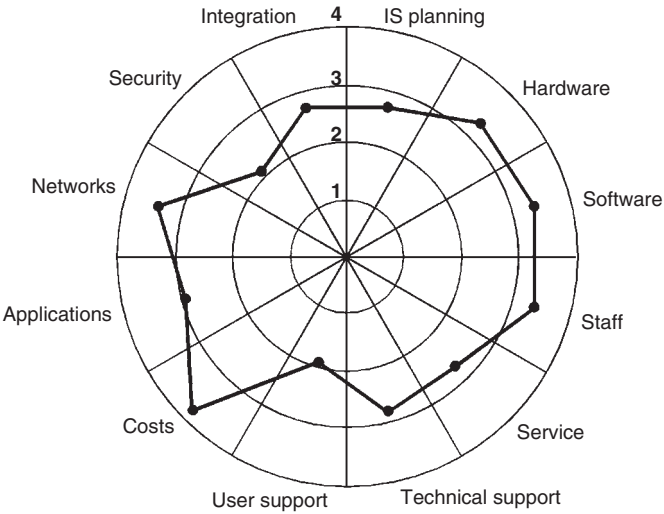 Integration
4
IS planning
Security
3
Hardware
2
Networks
1
Software
Applications
Staff
Costs
Service
User support
Technical support